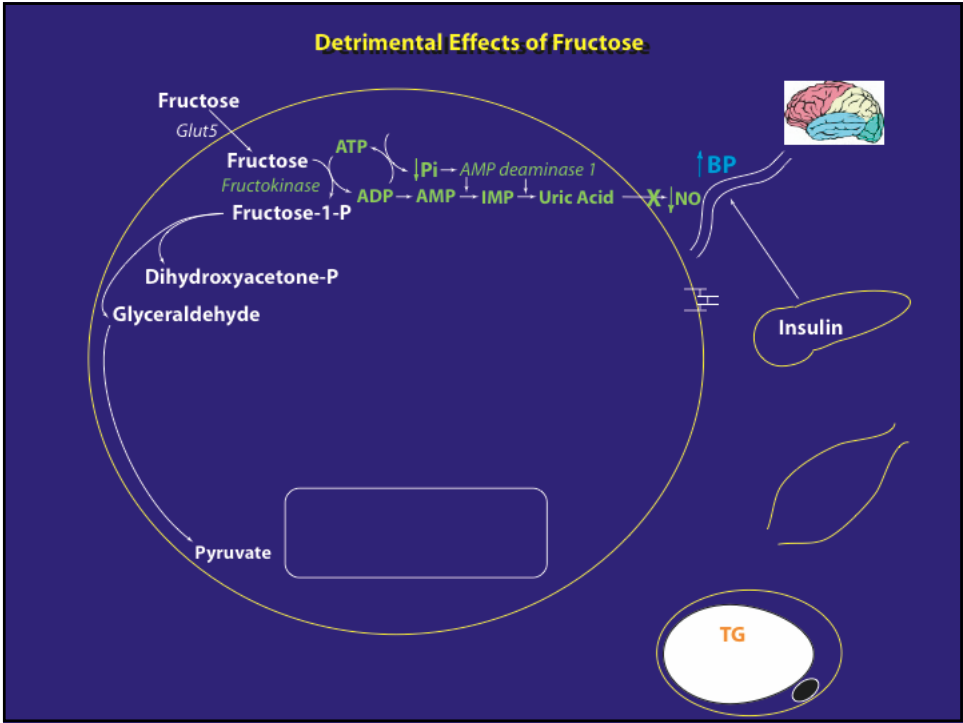 Detrimental Effects of Fructose
Fructose
Glut5
Fructose
ATP
Pi
AMP deaminase 1
BP
Fructokinase
ADP
AMP
IMP
Uric Acid
X
NO
Fructose-1-P
Dihydroxyacetone-P
Glyceraldehyde
Insulin
Pyruvate
TG